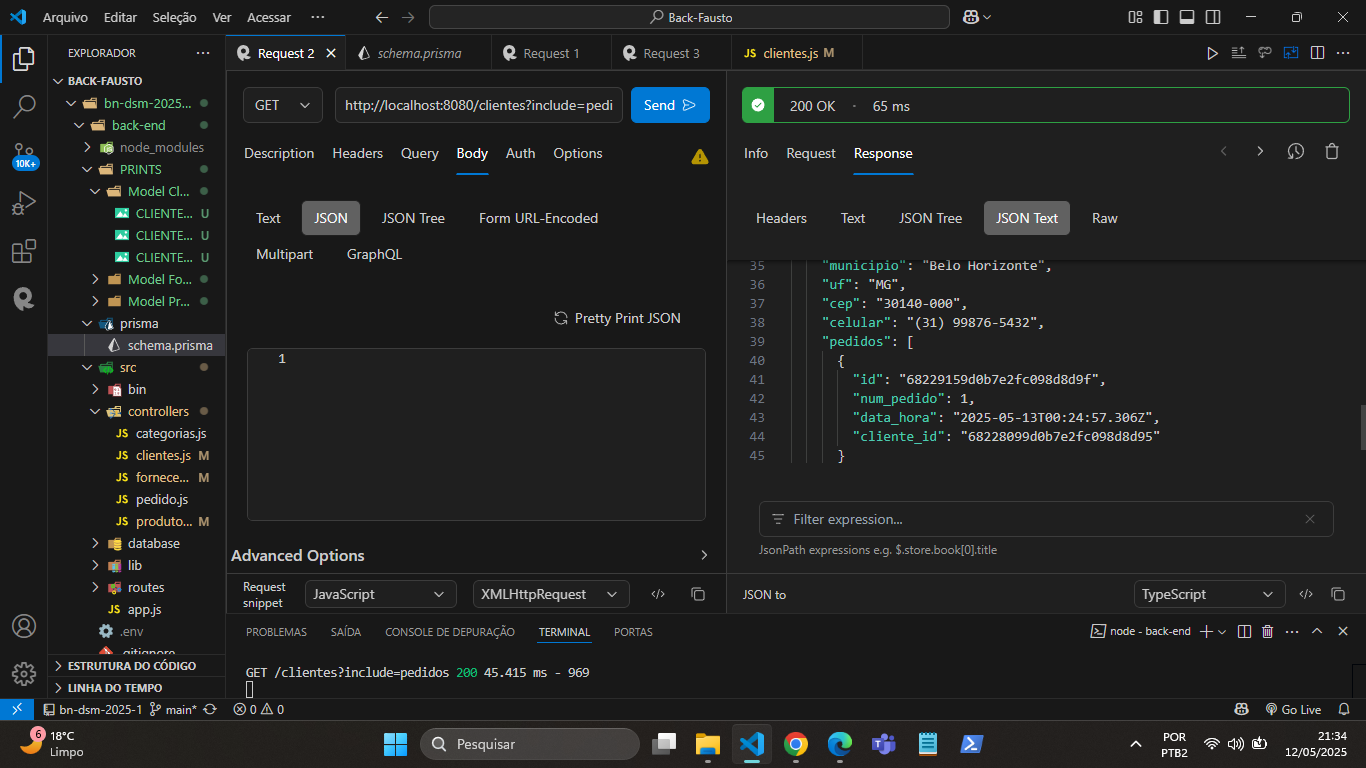 Arquivo Editar Seleção Ver Acessar ··· Back-Fausto
EXPLORADOR ···
BACK-FAUSTO
bn-dsm-2025...
back-end
node_modules
PRINTS
Model Cl...
CLIENTE... U
CLIENTE... U
CLIENTE... U
Model Fo...
Model Pr...
prisma
schema.prisma
src
bin
controllers
categorias.js
clientes.js M
fornece... M
pedido.js
produto... M
database
lib
routes
app.js
.env
.gitignore
ESTRUTURA DO CÓDIGO
LINHA DO TEMPO
10K+
Request 2 schema.prisma Request 1 Request 3 JS clientes.js M
GET http://localhost:8080/clientes?include=pedi Send
Description Headers Query Body Auth Options
Text JSON JSON Tree Form URL-Encoded
Multipart GraphQL
Pretty Print JSON
1
Advanced Options
Request snippet JavaScript XMLHttpRequest
200 OK · 65 ms
Info Request Response
Headers Text JSON Tree JSON Text Raw
35 "municipio": "Belo Horizonte",
36 "uf": "MG",
37 "cep": "30140-000",
38 "celular": "(31) 99876-5432",
39 "pedidos": [
40 {
41 "id": "68229159d0b7e2fc098d8d9f",
42 "num_pedido": 1,
43 "data_hora": "2025-05-13T00:24:57.306Z",
44 "cliente_id": "68228099d0b7e2fc098d8d95"
45 }
Filter expression...
JsonPath expressions e.g. $.store.book[0].title
JSON to TypeScript
PROBLEMAS SAÍDA CONSOLE DE DEPURAÇÃO TERMINAL PORTAS node - back-end
GET /clientes?include=pedidos 200 45.415 ms - 969
bn-dsm-2025-1 main* 0 0 Go Live
6 18°C
Limpo
Pesquisar
POR
PTB2
21:34
12/05/2025